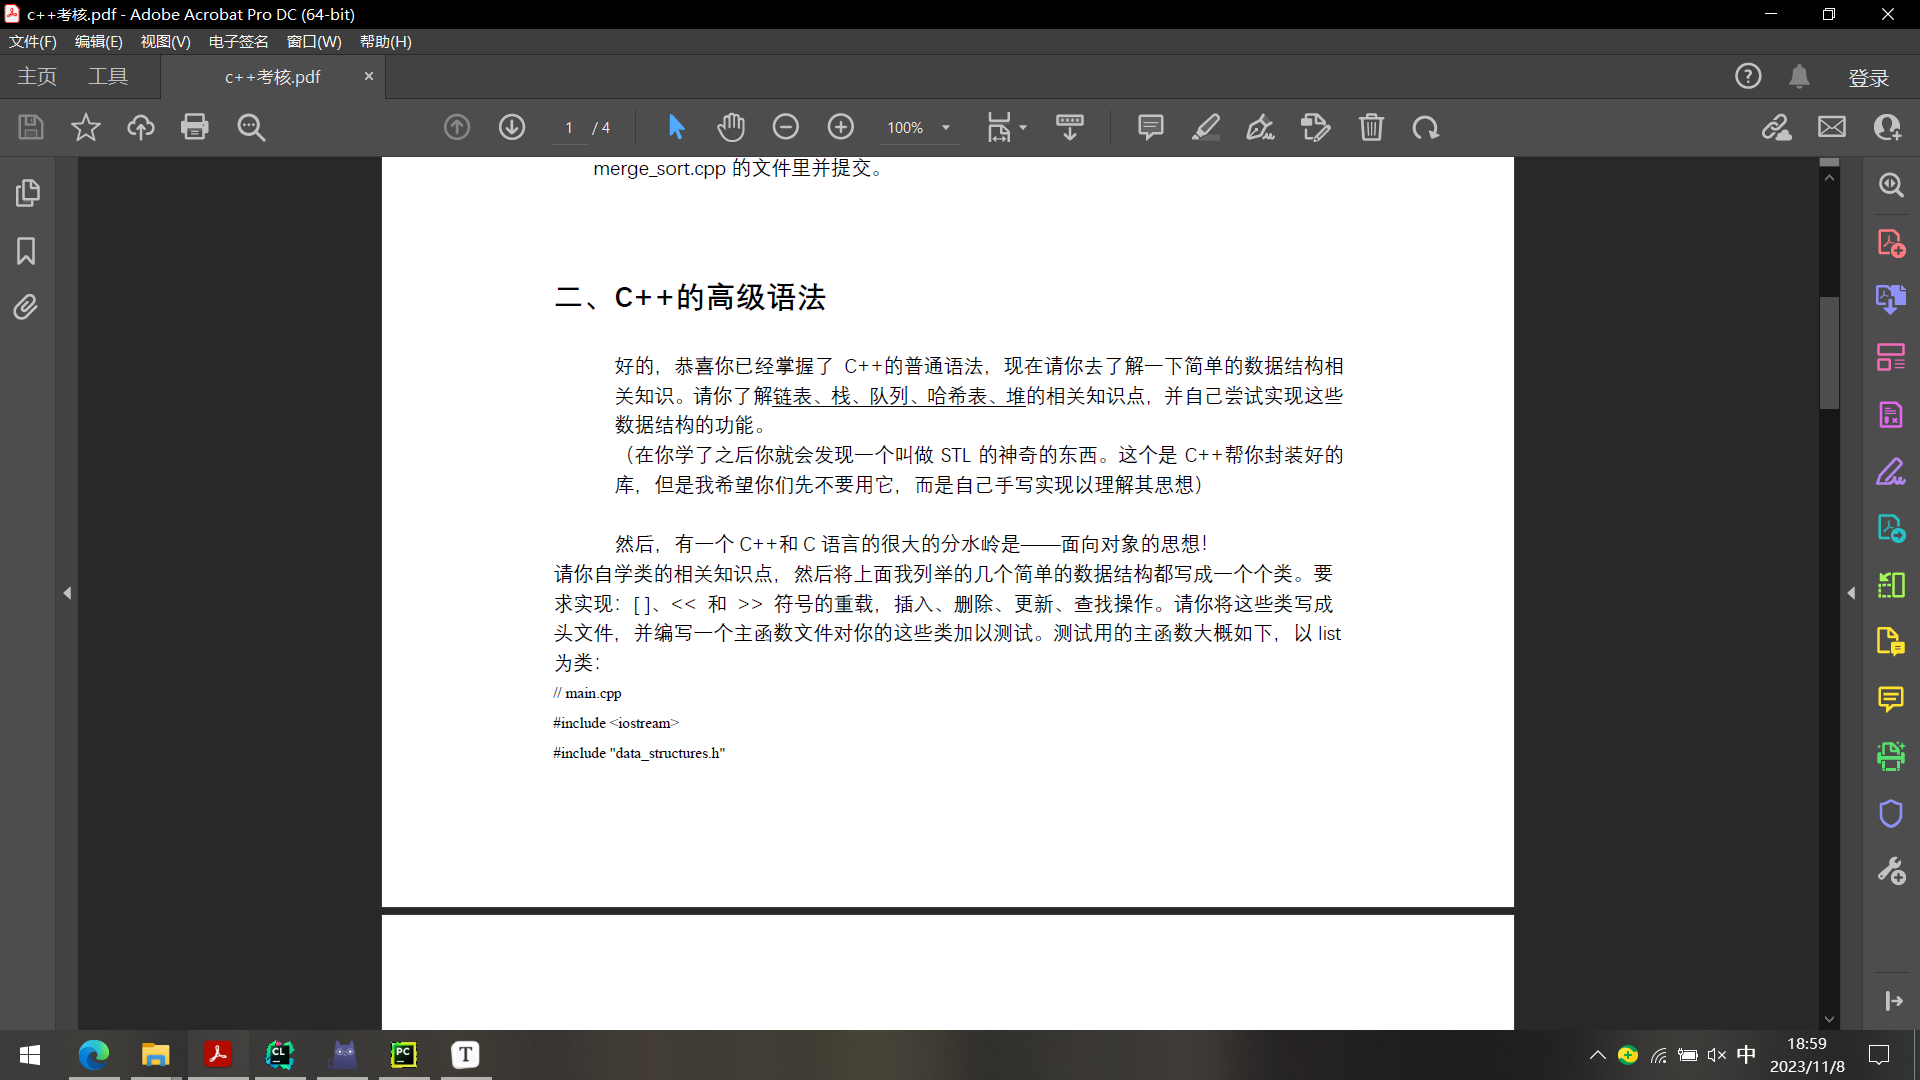 c++考核.pdf - Adobe Acrobat Pro DC (64-bit)
文件(F) 编辑(E) 视图(V) 电子签名 窗口(W) 帮助(H)
主页 工具 c++考核.pdf × 登录
1 / 4 100%
merge_sort.cpp 的文件里并提交。
二、C++的高级语法
好的，恭喜你已经掌握了 C++的普通语法，现在请你去了解一下简单的数据结构相
关知识。请你了解链表、栈、队列、哈希表、堆的相关知识点，并自己尝试实现这些
数据结构的功能。
（在你学了之后你就会发现一个叫做 STL 的神奇的东西。这个是 C++帮你封装好的
库，但是我希望你们先不要用它，而是自己手写实现以理解其思想）
然后，有一个 C++和 C 语言的很大的分水岭是——面向对象的思想！
请你自学类的相关知识点，然后将上面我列举的几个简单的数据结构都写成一个个类。要
求实现：[ ]、<< 和 >> 符号的重载，插入、删除、更新、查找操作。请你将这些类写成
头文件，并编写一个主函数文件对你的这些类加以测试。测试用的主函数大概如下，以 list
为类：
// main.cpp
#include <iostream>
#include "data_structures.h"
CL PC T 中 18:59
2023/11/8